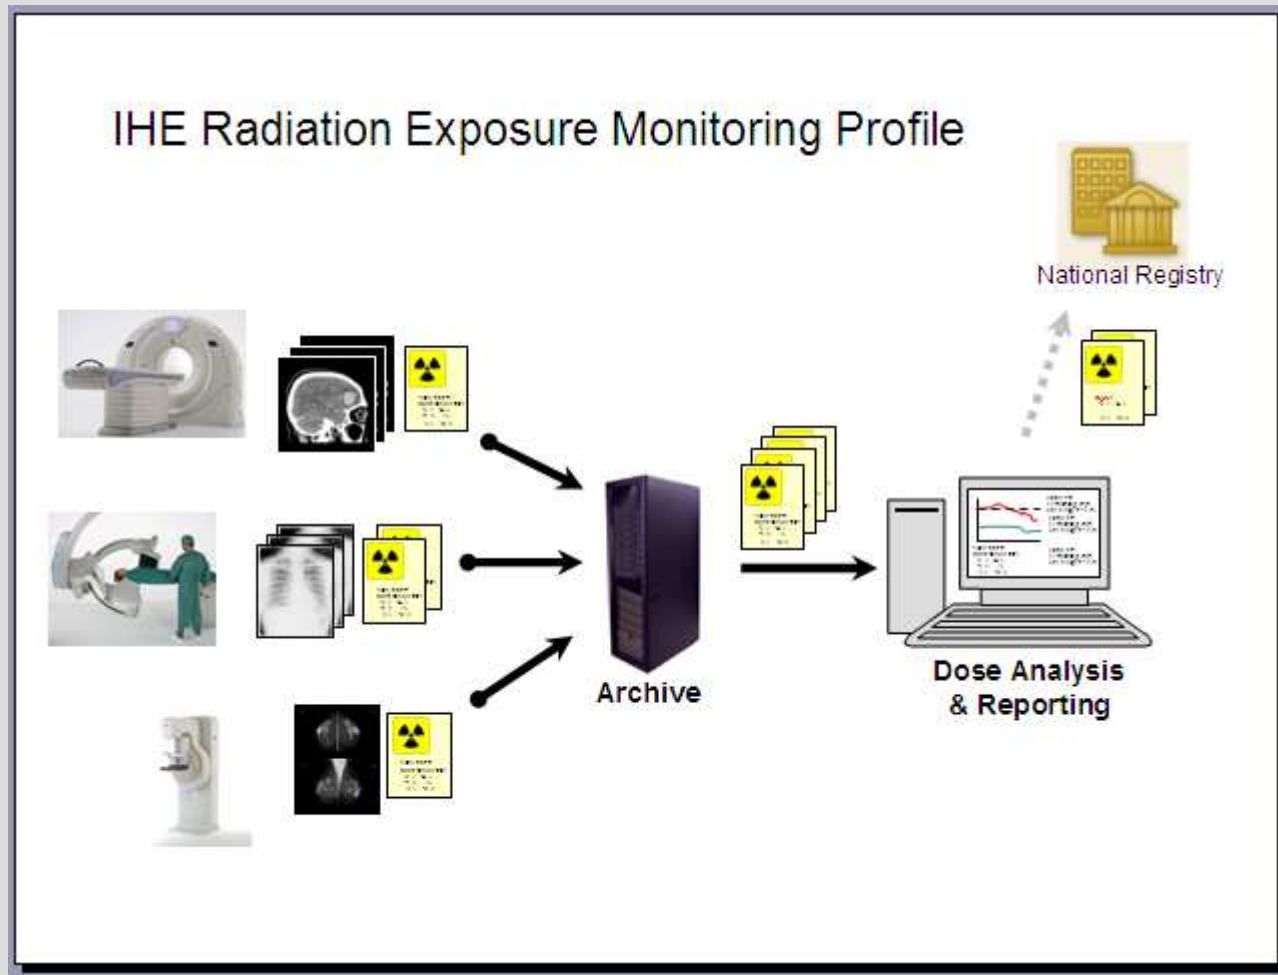 IHE Radiation Exposure Monitoring Profile
National Registry
Archive
Dose Analysis
& Reporting